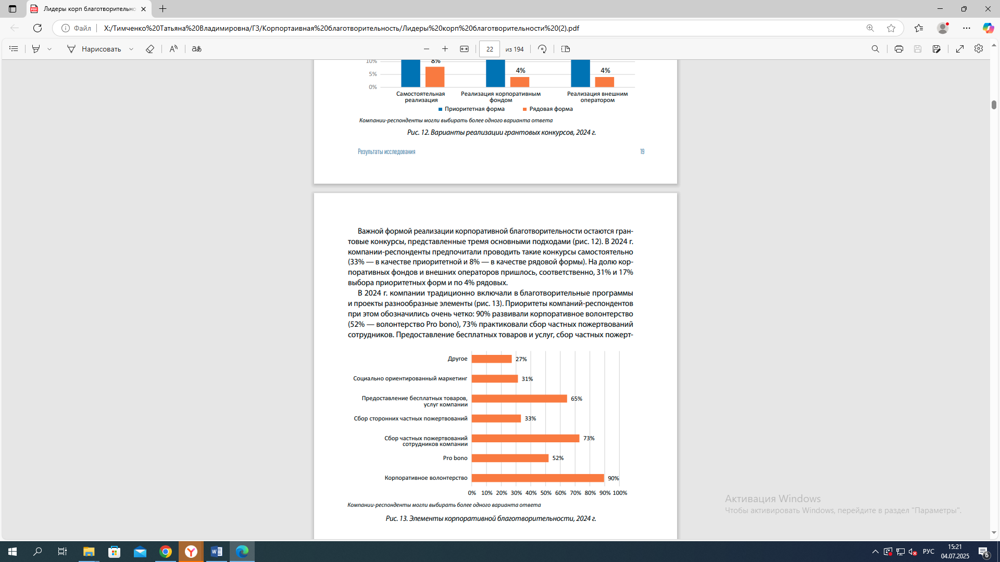 Лидеры корп благотворительно
Файл
X:/Тимченко%20Татьяна%20Владимировна/ГЗ/Корпортаивная%20благотворительность/Лидеры%20корп%20благотворительности%20(2).pdf
Нарисовать
22
из 194
10%
8%
4%
4%
5%
0%
Самостоятельная реализация
Реализация корпоративным фондом
Реализация внешним оператором
Приоритетная форма
Рядовая форма
Компании-респонденты могли выбирать более одного варианта ответа
Рис. 12. Варианты реализации грантовых конкурсов, 2024 г.
Результаты исследования
19
Важной формой реализации корпоративной благотворительности остаются гран-
товые конкурсы, представленные тремя основными подходами (рис. 12). В 2024 г.
компании-респонденты предпочитали проводить такие конкурсы самостоятельно
(33% — в качестве приоритетной и 8% — в качестве рядовой формы). На долю кор-
поративных фондов и внешних операторов пришлось, соответственно, 31% и 17%
выбора приоритетных форм и по 4% рядовых.
В 2024 г. компании традиционно включали в благотворительные программы
и проекты разнообразные элементы (рис. 13). Приоритеты компаний-респондентов
при этом обозначились очень четко: 90% развивали корпоративное волонтерство
(52% — волонтерство Pro bono), 73% практиковали сбор частных пожертвований
сотрудников. Предоставление бесплатных товаров и услуг, сбор частных пожерт-
Другое
27%
Социально ориентированный маркетинг
31%
Предоставление бесплатных товаров,
услуг компании
65%
Сбор сторонних частных пожертвований
33%
Сбор частных пожертвований
сотрудников компании
73%
Pro bono
52%
Корпоративное волонтерство
90%
0% 10% 20% 30% 40% 50% 60% 70% 80% 90% 100%
Компании-респонденты могли выбирать более одного варианта ответа
Рис. 13. Элементы корпоративной благотворительности, 2024 г.
Активация Windows
Чтобы активировать Windows, перейдите в раздел "Параметры".
РУС
15:21
04.07.2025
6